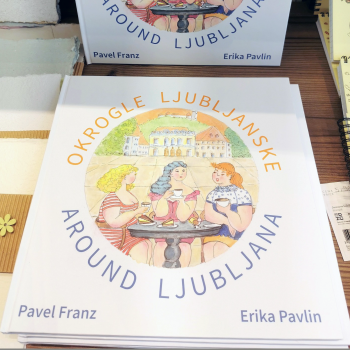 AROUND LJUBLJANA
Pavel Franz
Erika Pavlin
OKROGLE LJUBLJANSKE
AROUND LJUBLJANA
Pavel Franz
Erika Pavlin